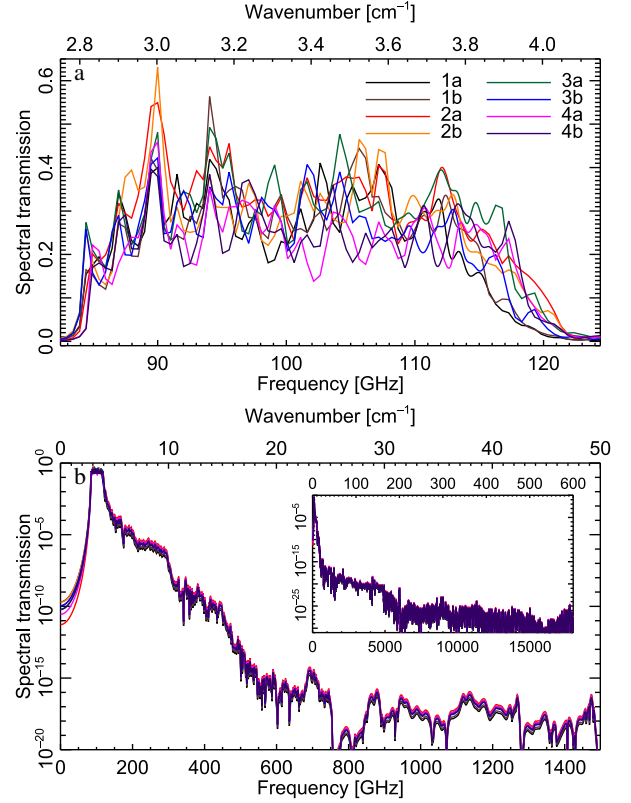 Wavenumber [cm⁻¹]
2.8 3.0 3.2 3.4 3.6 3.8 4.0
a
0.6
0.4
0.2
0.0
Spectral transmission
1a 3a
1b 3b
2a 4a
2b 4b
90 100 110 120
Frequency [GHz]
Wavenumber [cm⁻¹]
0 10 20 30 40 50
b
10⁰
10⁻⁵
10⁻¹⁰
10⁻¹⁵
10⁻²⁰
Spectral transmission
0 100 200 300 400 500 600
10⁻⁵
10⁻¹⁵
10⁻²⁵
0 5000 10000 15000
0 200 400 600 800 1000 1200 1400
Frequency [GHz]